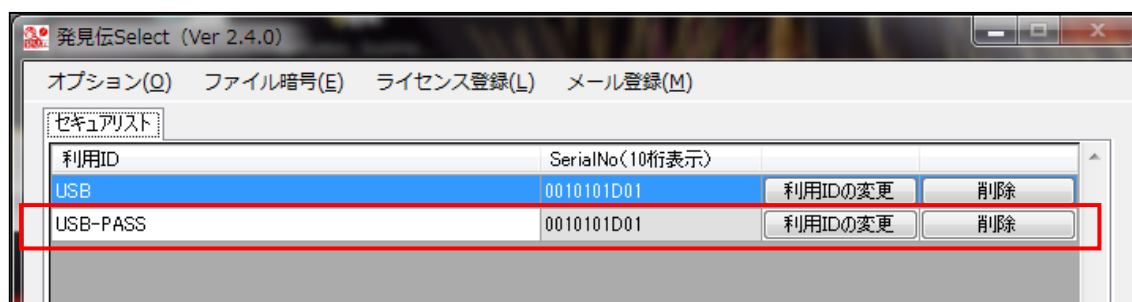 発見伝Select（Ver 2.4.0）
オプション(O) ファイル暗号(E) ライセンス登録(L) メール登録(M)
セキュアリスト
利用ID SerialNo(10桁表示)
USB 0010101D01 利用IDの変更 削除
USB-PASS 0010101D01 利用IDの変更 削除